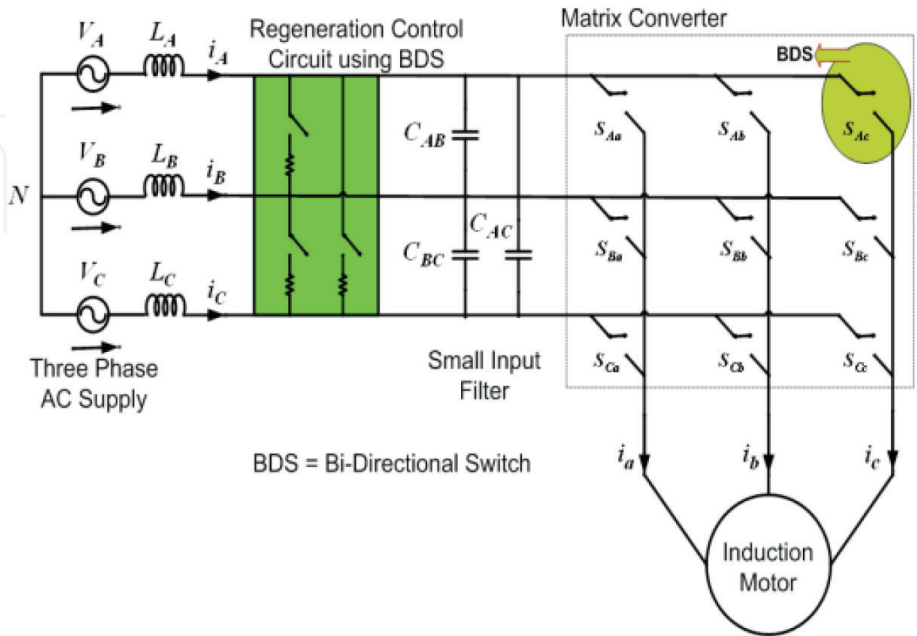 Matrix Converter
Regeneration Control
Circuit using BDS
BDS
V_A
L_A
i_A
C_AB
S_Aa
S_Ab
S_Ac
N
V_B
L_B
i_B
C_BC
C_AC
S_Ba
S_Bb
S_Bc
V_C
L_C
i_C
S_Ca
S_Cb
S_Cc
Three Phase
AC Supply
Small Input
Filter
BDS = Bi-Directional Switch
i_a
i_b
i_c
Induction
Motor